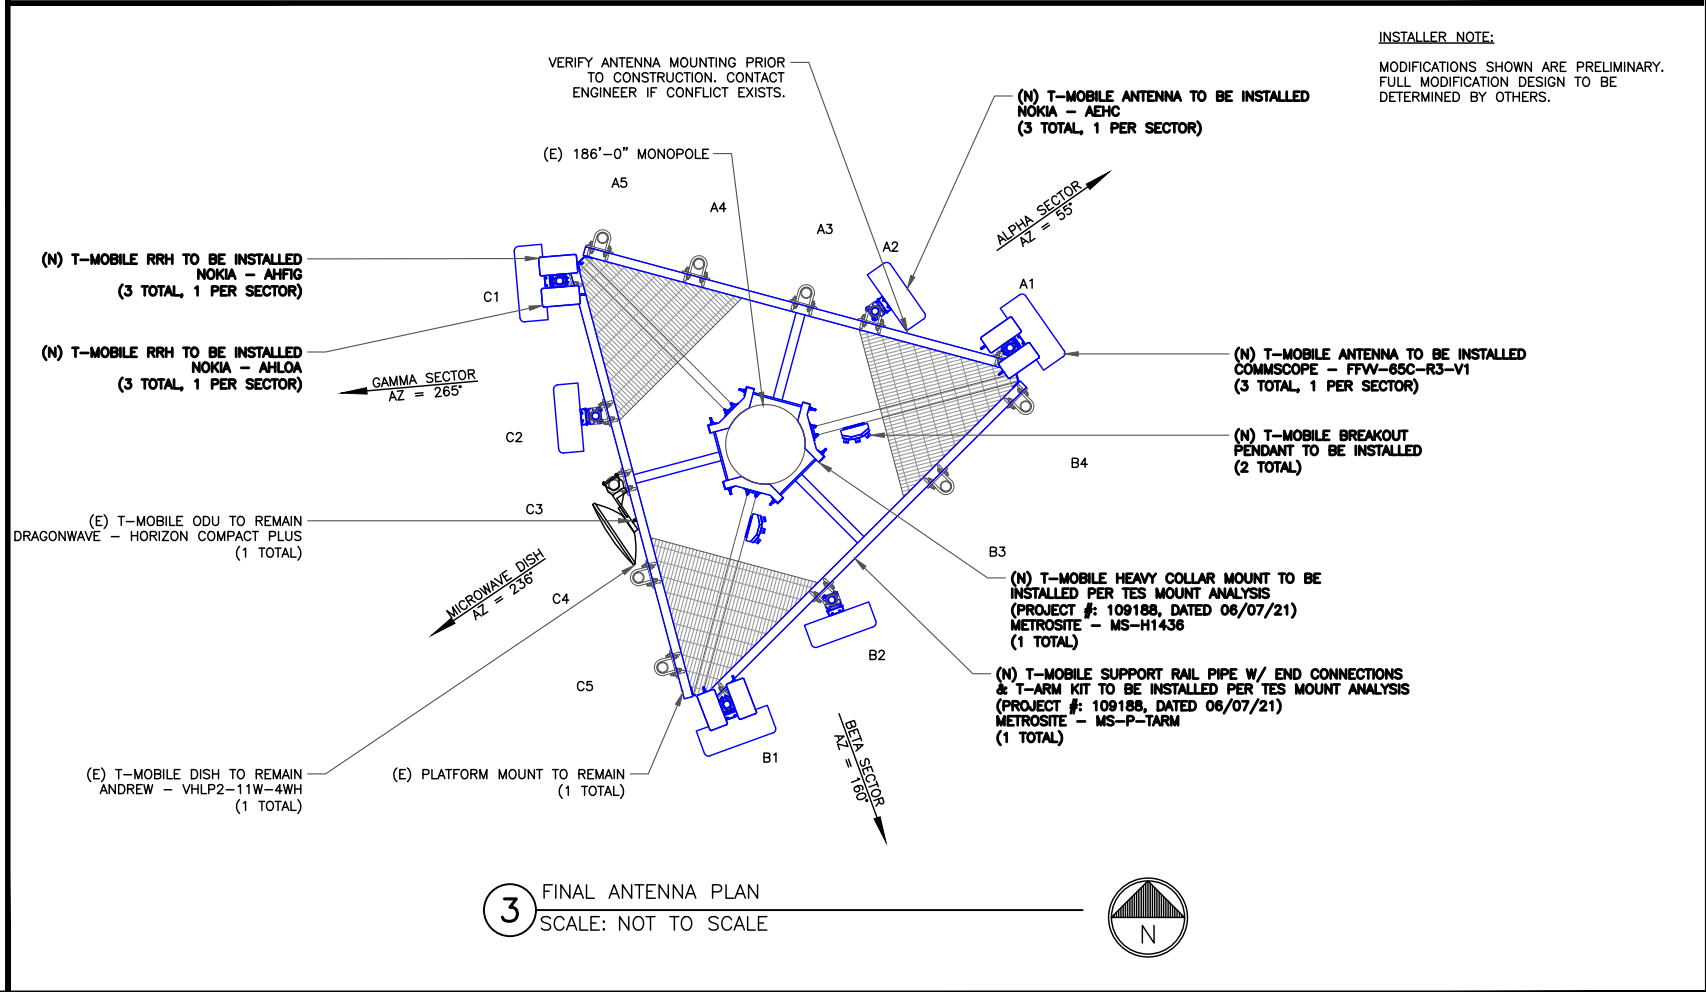 INSTALLER NOTE:
MODIFICATIONS SHOWN ARE PRELIMINARY.
FULL MODIFICATION DESIGN TO BE
DETERMINED BY OTHERS.
VERIFY ANTENNA MOUNTING PRIOR
TO CONSTRUCTION. CONTACT
ENGINEER IF CONFLICT EXISTS.
(N) T-MOBILE ANTENNA TO BE INSTALLED
NOKIA - AEHC
(3 TOTAL, 1 PER SECTOR)
(E) 186'-0" MONOPOLE
A5
A4
A3
A2
A1
ALPHA SECTOR
AZ = 55°
(N) T-MOBILE RRH TO BE INSTALLED
NOKIA - AHFIG
(3 TOTAL, 1 PER SECTOR)
C1
(N) T-MOBILE RRH TO BE INSTALLED
NOKIA - AHLOA
(3 TOTAL, 1 PER SECTOR)
GAMMA SECTOR
AZ = 265°
(N) T-MOBILE ANTENNA TO BE INSTALLED
COMMSCOPE - FFVV-65C-R3-V1
(3 TOTAL, 1 PER SECTOR)
C2
(N) T-MOBILE BREAKOUT
PENDANT TO BE INSTALLED
(2 TOTAL)
B4
C3
(E) T-MOBILE ODU TO REMAIN
DRAGONWAVE - HORIZON COMPACT PLUS
(1 TOTAL)
B3
MICROWAVE DISH
AZ = 236°
C4
(N) T-MOBILE HEAVY COLLAR MOUNT TO BE
INSTALLED PER TES MOUNT ANALYSIS
(PROJECT #: 109188, DATED 06/07/21)
METROSITE - MS-H1436
(1 TOTAL)
B2
C5
(N) T-MOBILE SUPPORT RAIL PIPE W/ END CONNECTIONS
& T-ARM KIT TO BE INSTALLED PER TES MOUNT ANALYSIS
(PROJECT #: 109188, DATED 06/07/21)
METROSITE - MS-P-TARM
(1 TOTAL)
B1
BETA SECTOR
AZ = 160°
(E) T-MOBILE DISH TO REMAIN
ANDREW - VHLP2-11W-4WH
(1 TOTAL)
(E) PLATFORM MOUNT TO REMAIN
(1 TOTAL)
3
FINAL ANTENNA PLAN
SCALE: NOT TO SCALE
N